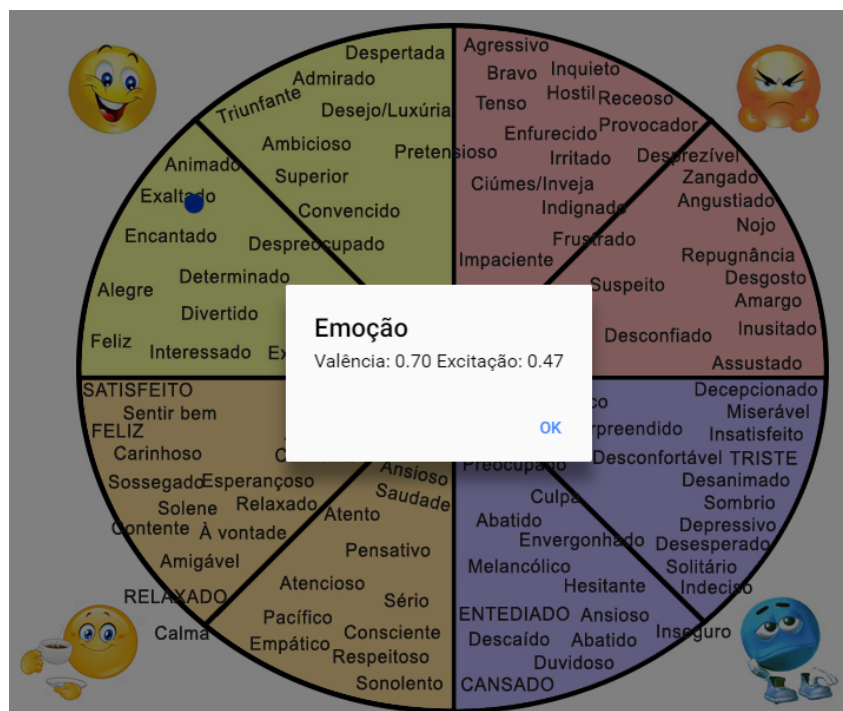 Despertada
Admirado
Triunfante
Desejo/Luxúria
Ambicioso
Pretensioso
Animado
Superior
Exaltado
Convencido
Encantado
Despreocupado
Determinado
Alegre
Divertido
Feliz
Interessado
Agressivo
Bravo
Inquieto
Tenso
Hostil
Receoso
Enfurecido
Provocador
Irritado
Desprezível
Ciúmes/Inveja
Zangado
Indignado
Angustiado
Nojo
Frustrado
Impaciente
Repugnância
Suspeito
Desgosto
Amargo
Desconfiado
Inusitado
Assustado
Emoção
Valência: 0.70 Excitação: 0.47
OK
SATISFEITO
Sentir bem
FELIZ
Carinhoso
Sossegado
Esperançoso
Ansioso
Solene
Relaxado
Saudade
Contente
À vontade
Atento
Amigável
Pensativo
RELAXADO
Atencioso
Sério
Calma
Pacífico
Empático
Consciente
Respeitoso
Sonolento
Decepcionado
Miserável
Insatisfeito
Preocupado
Desconfortável
TRISTE
Desanimado
Culpa
Sombrio
Abatido
Depressivo
Envergonhado
Desesperado
Melancólico
Solitário
Hesitante
Indeciso
ENTEDIADO
Ansioso
Descaído
Abatido
Inseguro
Duvidoso
CANSADO